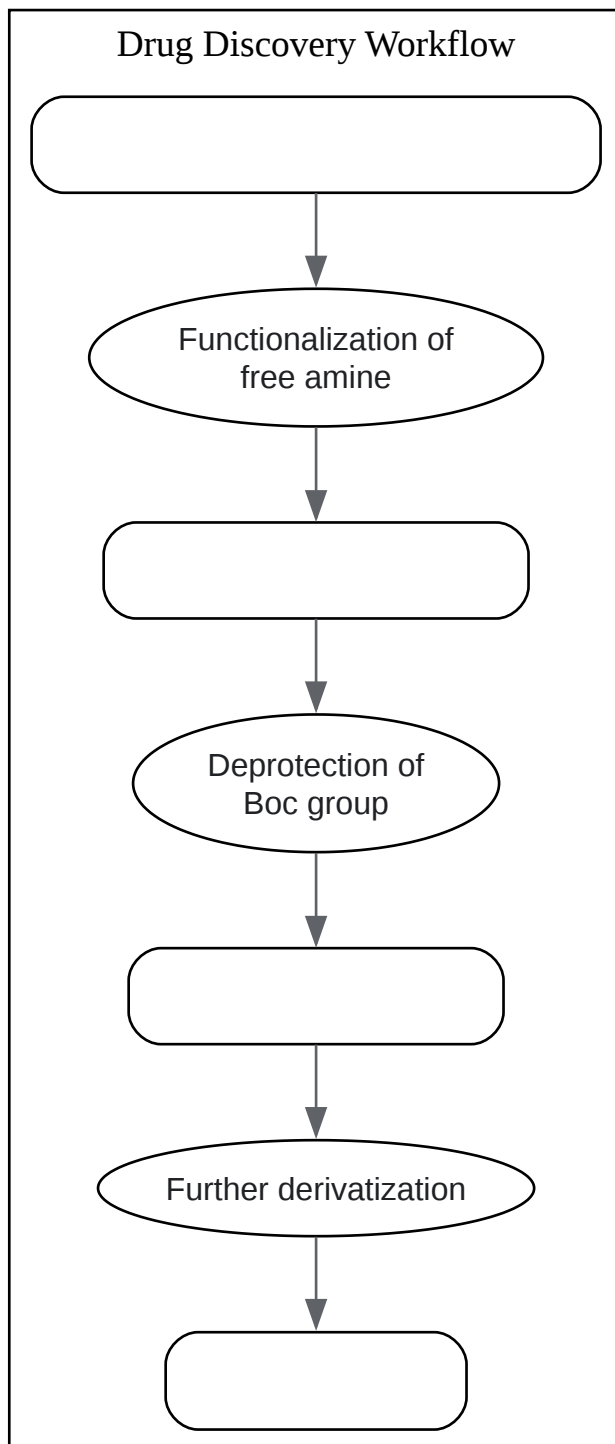 Drug Discovery Workflow
Functionalization of
free amine
Deprotection of
Boc group
Further derivatization